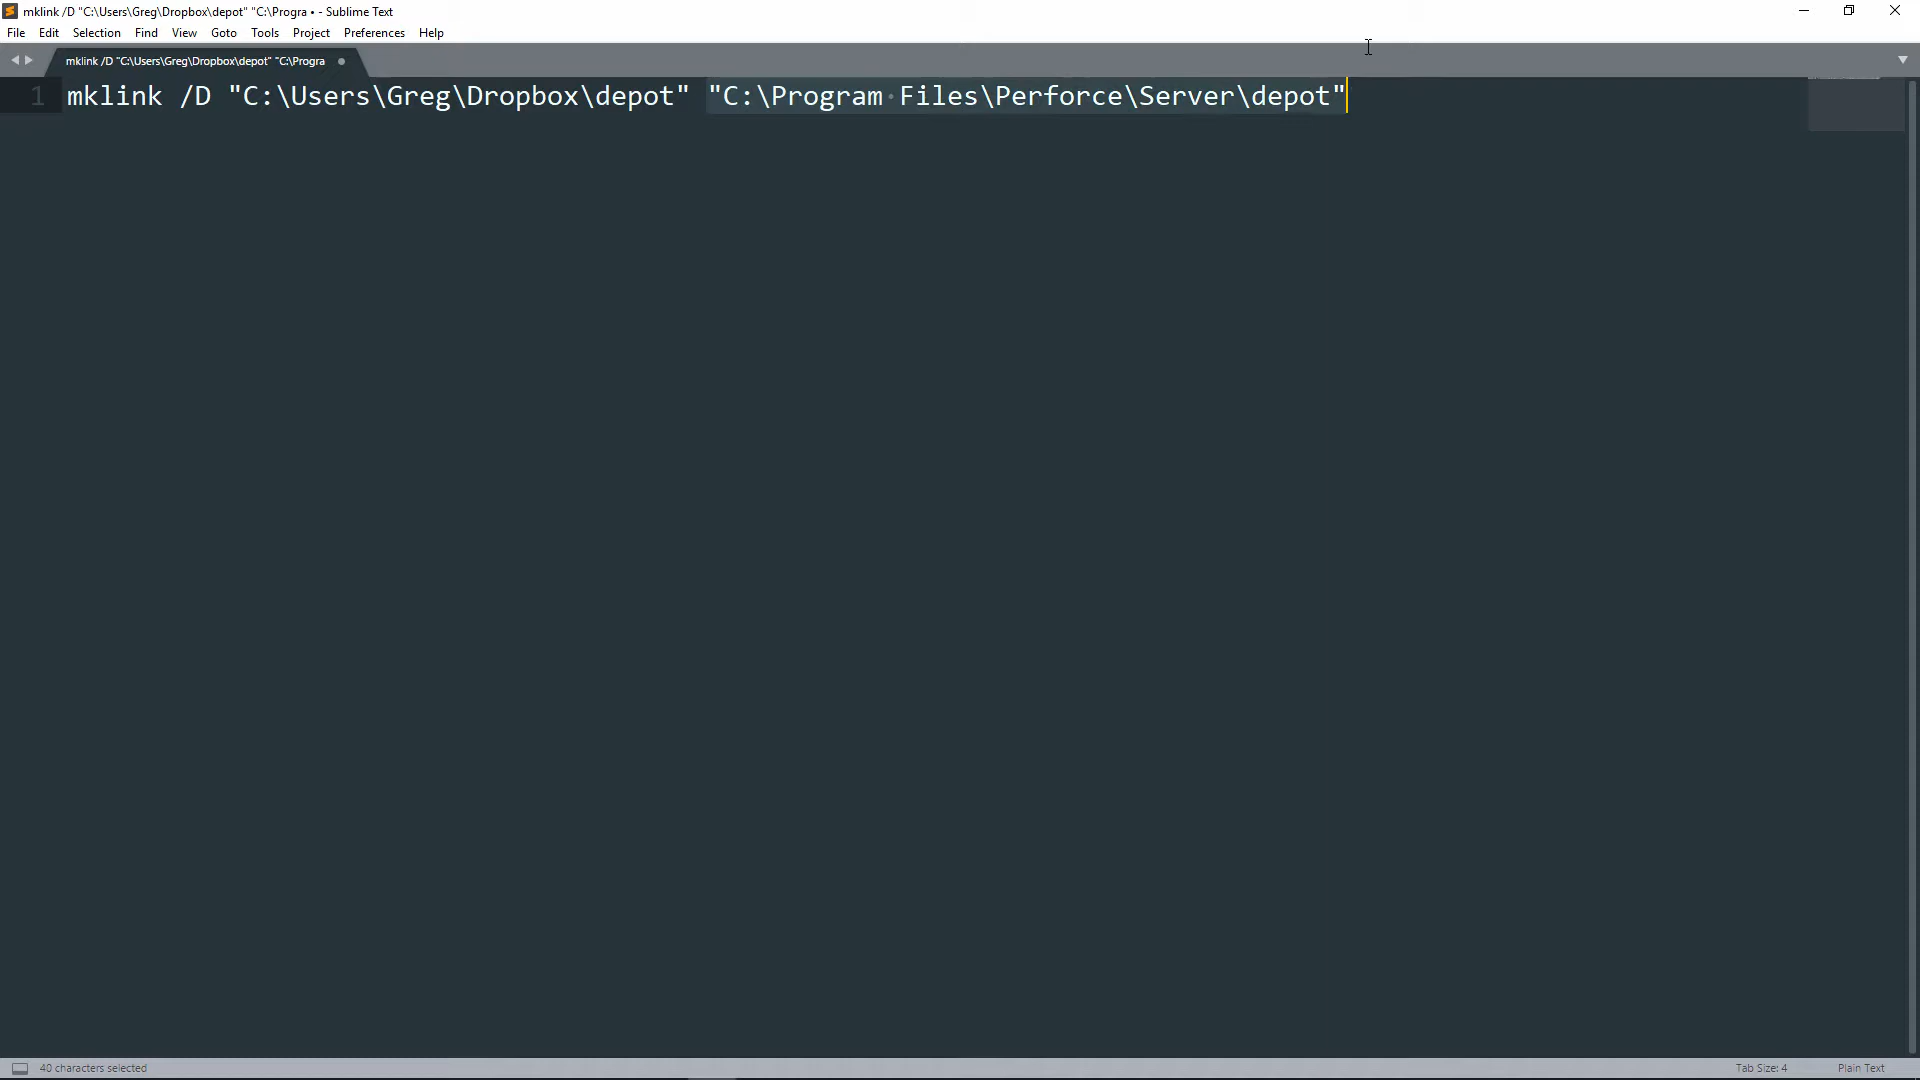 mklink /D "C:\Users\Greg\Dropbox\depot" "C:\Progra • - Sublime Text
File Edit Selection Find View Goto Tools Project Preferences Help
mklink /D "C:\Users\Greg\Dropbox\depot" "C:\Progra
1 mklink /D "C:\Users\Greg\Dropbox\depot" "C:\Program Files\Perforce\Server\depot"
40 characters selected Tab Size: 4 Plain Text